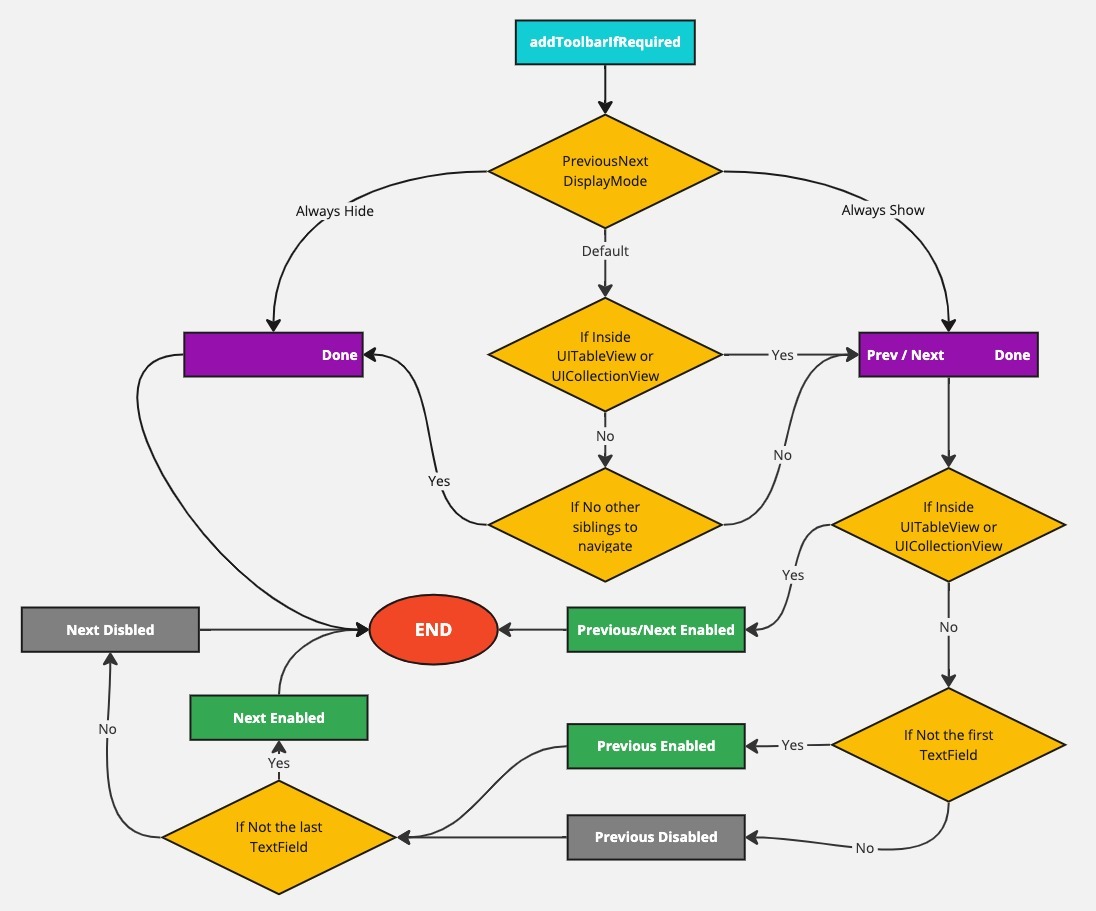 addToolbarIfRequired
PreviousNext
DisplayMode
Always Hide
Always Show
Default
If Inside
UITableView or
UICollectionView
Yes
Done
Prev / Next Done
No
Yes
No
If No other
siblings to
navigate
If Inside
UITableView or
UICollectionView
Yes
No
Next Disbled
END
Previous/Next Enabled
Next Enabled
No
Yes
Previous Enabled
Yes
If Not the first
TextField
If Not the last
TextField
Previous Disabled
No